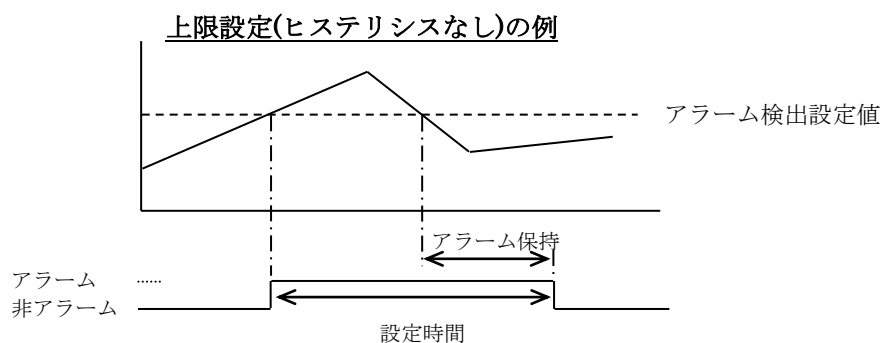 上限設定(ヒステリシスなし)の例
アラーム検出設定値
アラーム保持
アラーム
非アラーム
設定時間